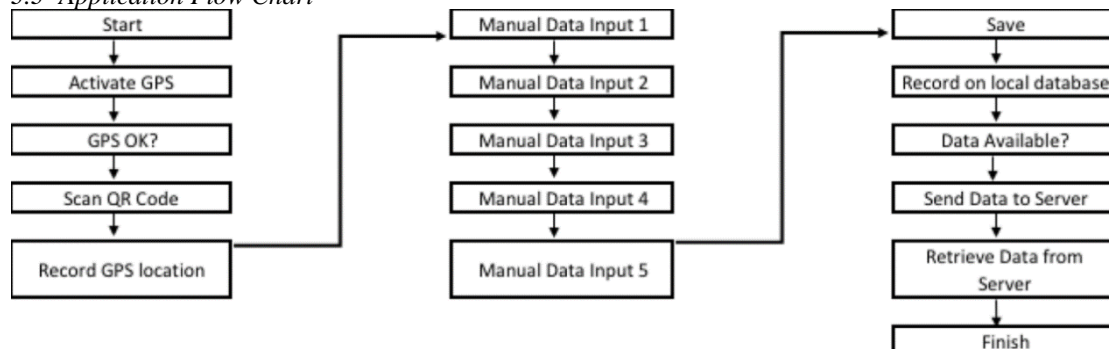 3.3 Application Flow Chart
Start
Activate GPS
GPS OK?
Scan QR Code
Record GPS location
Manual Data Input 1
Manual Data Input 2
Manual Data Input 3
Manual Data Input 4
Manual Data Input 5
Save
Record on local database
Data Available?
Send Data to Server
Retrieve Data from
Server
Finish